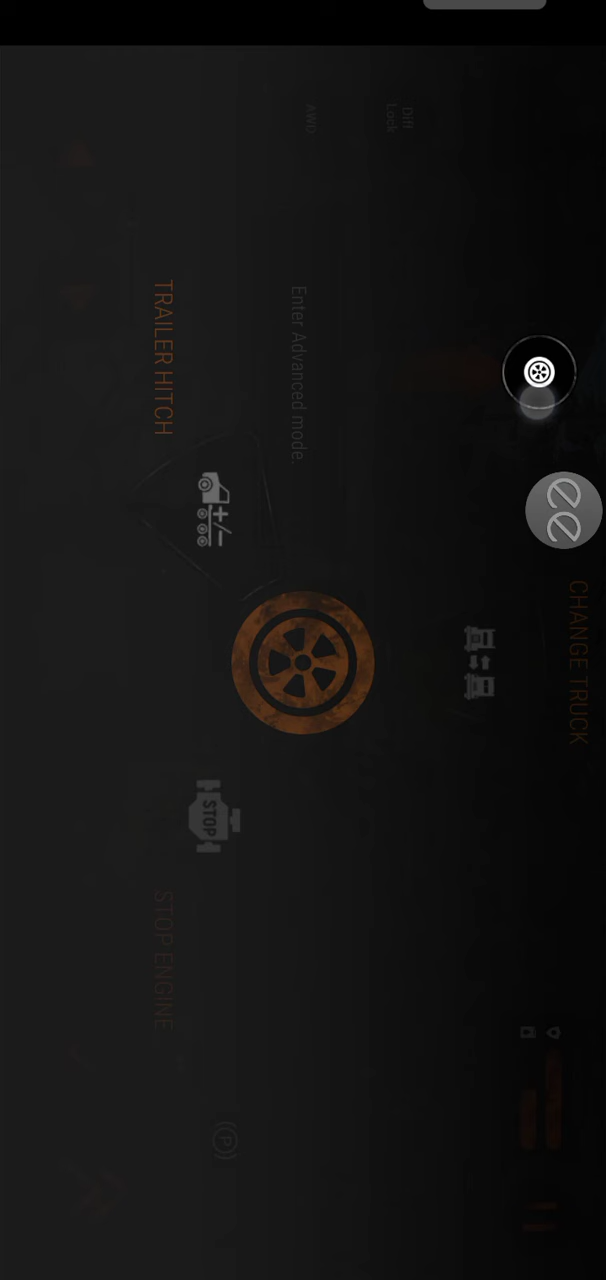 AWD
Diff
Lock
TRAILER HITCH
Enter Advanced mode.
CHANGE TRUCK
STOP
STOP ENGINE
(P)